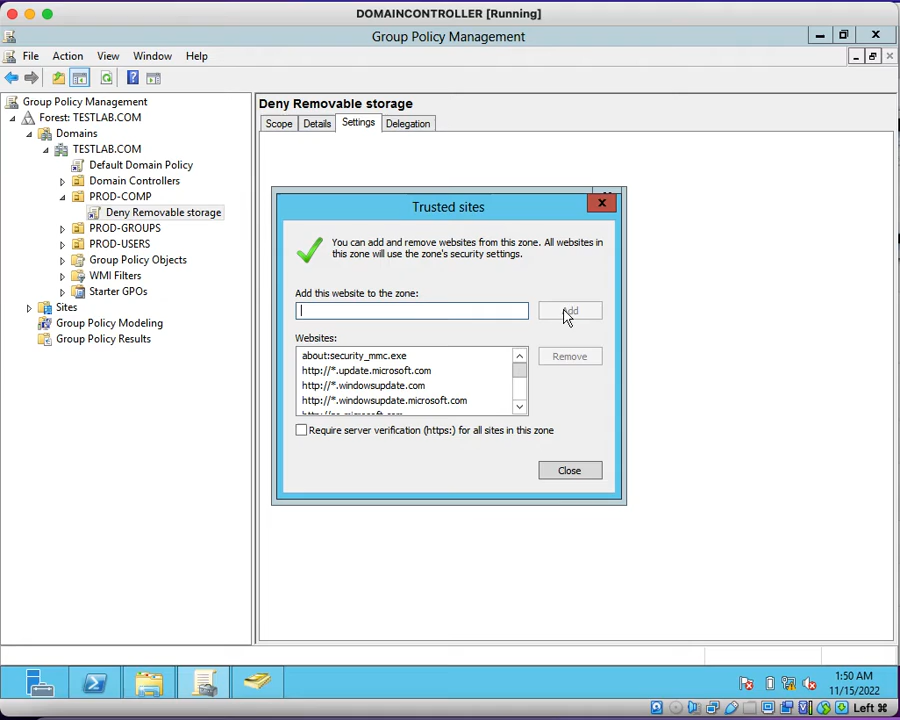 DOMAINCONTROLLER [Running]
Group Policy Management
File Action View Window Help
Group Policy Management
Forest: TESTLAB.COM
Domains
TESTLAB.COM
Default Domain Policy
Domain Controllers
PROD-COMP
Deny Removable storage
PROD-GROUPS
PROD-USERS
Group Policy Objects
WMI Filters
Starter GPOs
Sites
Group Policy Modeling
Group Policy Results
Deny Removable storage
Scope Details Settings Delegation
Trusted sites
You can add and remove websites from this zone. All websites in
this zone will use the zone's security settings.
Add this website to the zone:
Add
Websites:
about:security_mmc.exe
http://*.update.microsoft.com
http://*.windowsupdate.com
http://*.windowsupdate.microsoft.com
Remove
Require server verification (https:) for all sites in this zone
Close
1:50 AM
11/15/2022
Left ⌘